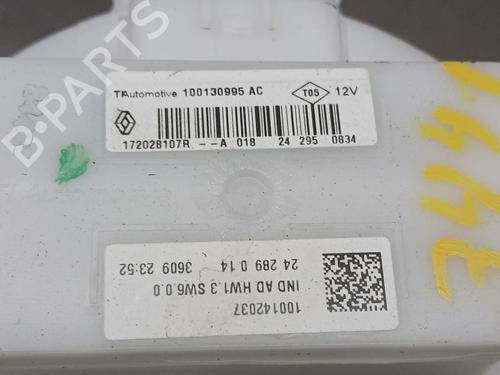 TI Automotive 100130995 AC
T05
12V
172028107R --A 018 24 295 0834
100142037
IND AD HW1.3 SW6.0.0
24 289 0 14 3609 23:52
3441
B-PARTS